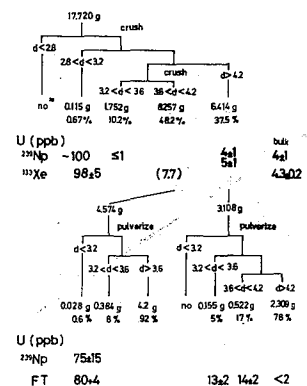 17.720 g
crush
d<2.8
2.8<d<3.2
crush
3.2<d<3.6 3.6<d<4.2 d>4.2
no* 0.115 g 1.752 g 8.257 g 6.414 g
0.67% 10.2% 48.2% 37.5%
U (ppb) bulk
²³⁹Np ~100 ≤1 4±1 4±1
5±1
¹³³Xe 98±5 (7.7) 4.3±0.2
4.574 g 3.108 g
pulverize pulverize
d<3.2 d<3.2
3.2<d<3.6 d>3.6 3.2<d<3.6
3.6<d<4.2 d>4.2
0.028 g 0.384 g 4.2 g no 0.155 g 0.522 g 2.309 g
0.6% 8% 92% 5% 17% 78%
U (ppb)
²³⁹Np 75±15
FT 80±4 13±2 14±2 <2